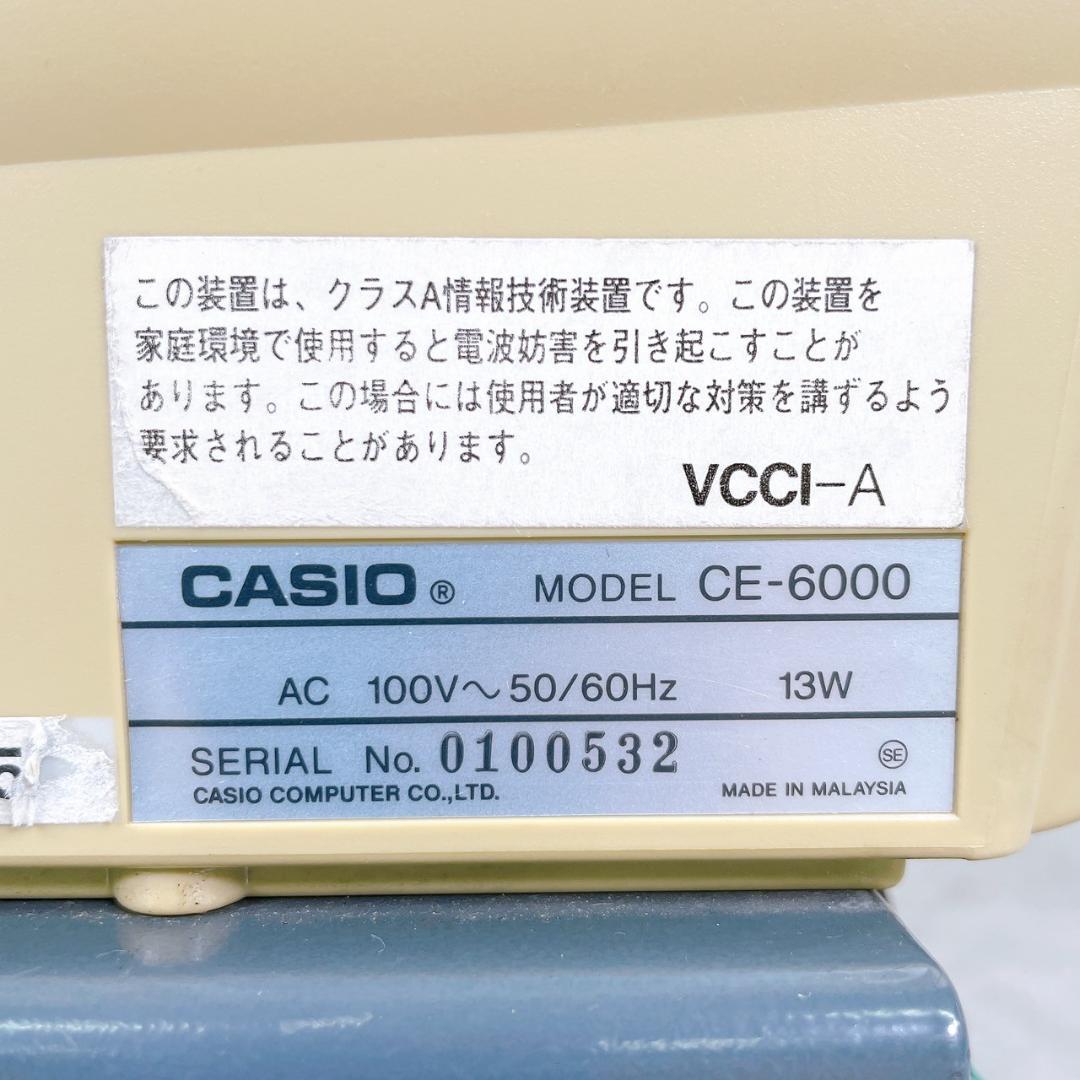 この装置は、クラスA情報技術装置です。この装置を
家庭環境で使用すると電波妨害を引き起こすことが
あります。この場合には使用者が適切な対策を講ずるよう
要求されることがあります。
VCCI-A
CASIO® MODEL CE-6000
AC 100V～50/60Hz 13W
SERIAL No. 0100532
SE
CASIO COMPUTER CO.,LTD. MADE IN MALAYSIA